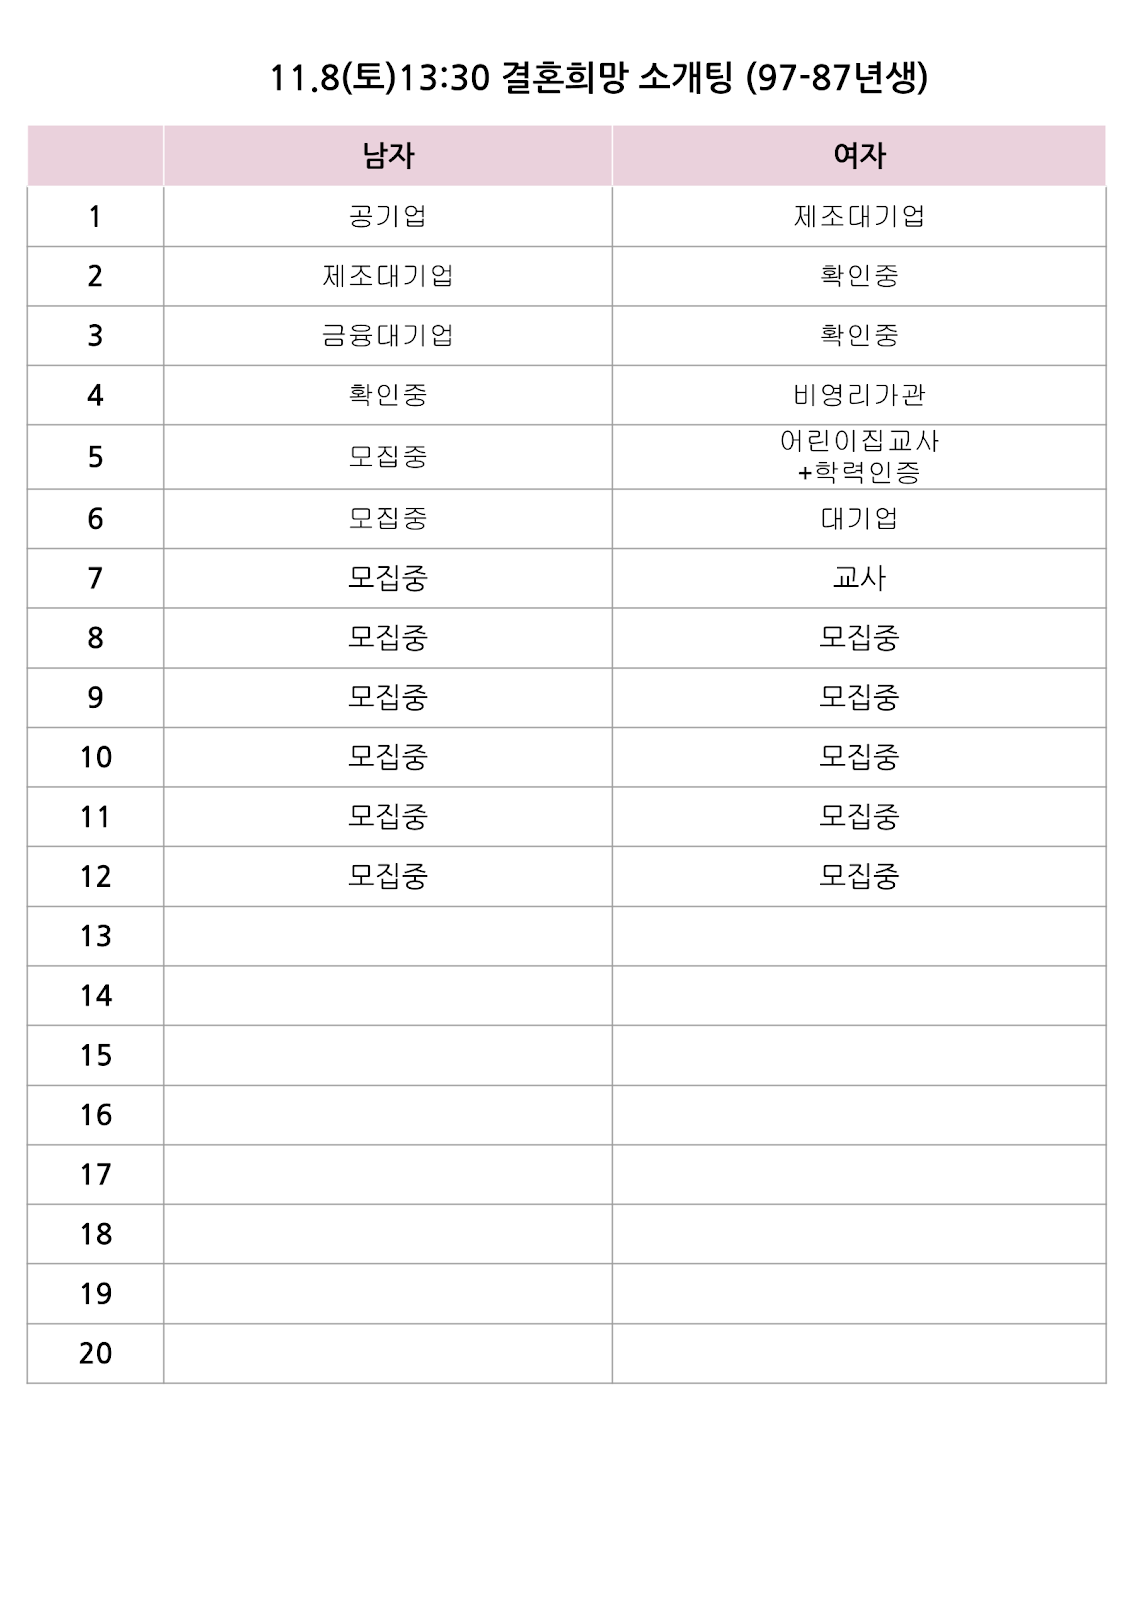 11.8(토)13:30 결혼희망 소개팅 (97-87년생)
남자 여자
1 공기업 제조대기업
2 제조대기업 확인중
3 금융대기업 확인중
4 확인중 비영리가관
5 모집중 어린이집교사
+학력인증
6 모집중 대기업
7 모집중 교사
8 모집중 모집중
9 모집중 모집중
10 모집중 모집중
11 모집중 모집중
12 모집중 모집중
13
14
15
16
17
18
19
20